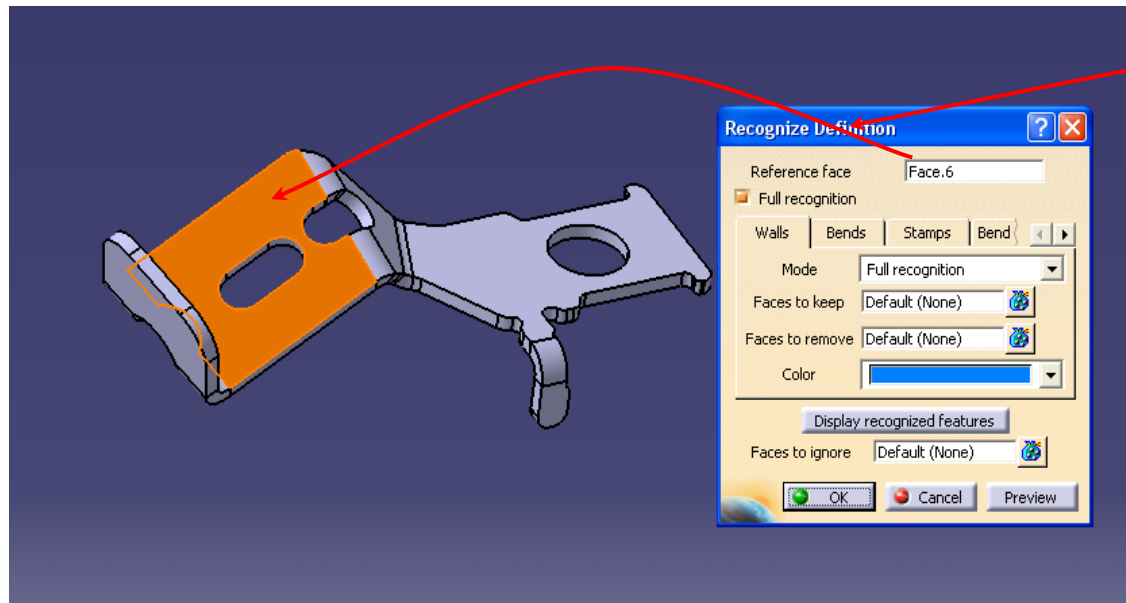 Recognize Definition
Reference face Face.6
Full recognition
Walls Bends Stamps Bend
Mode Full recognition
Faces to keep Default (None)
Faces to remove Default (None)
Color
Display recognized features
Faces to ignore Default (None)
OK Cancel Preview